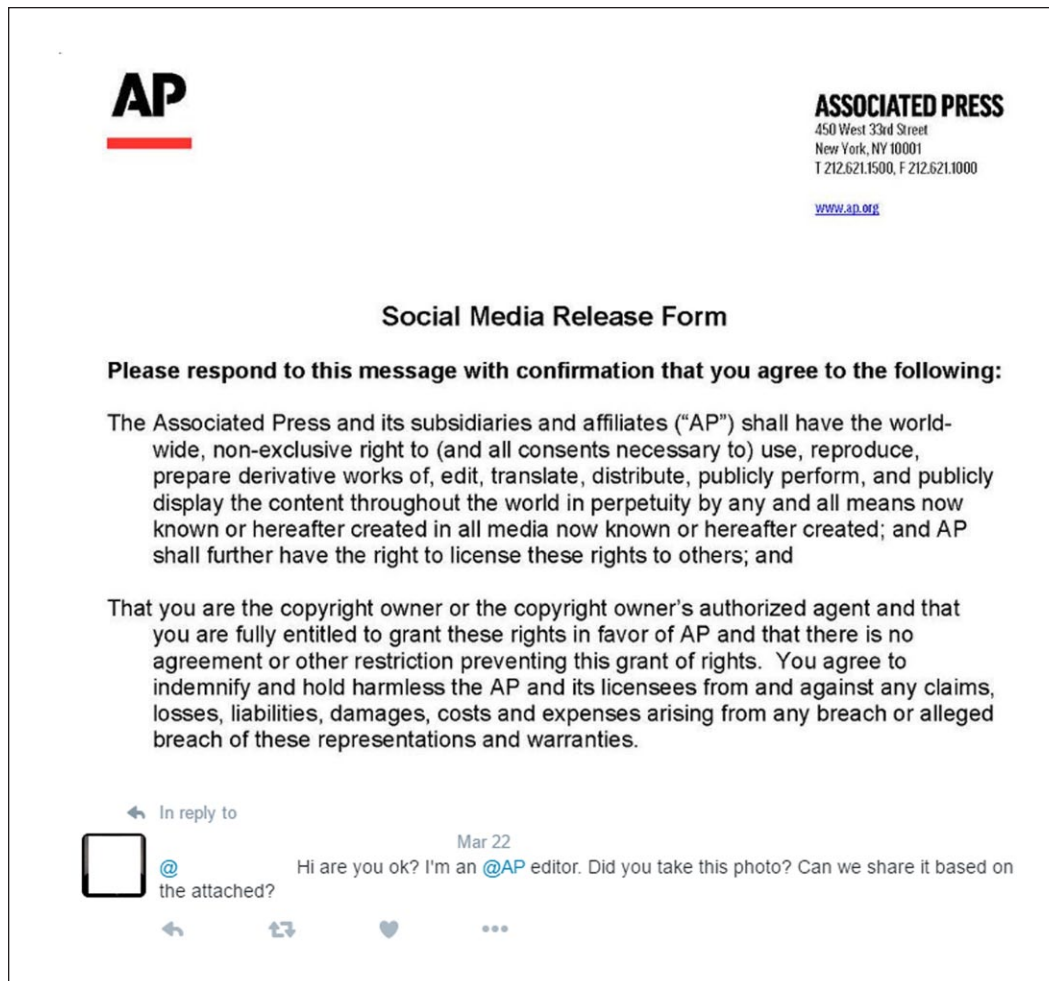 AP
ASSOCIATED PRESS
450 West 33rd Street
New York, NY 10001
T 212.621.1500, F 212.621.1000
www.ap.org
Social Media Release Form
Please respond to this message with confirmation that you agree to the following:
The Associated Press and its subsidiaries and affiliates (“AP”) shall have the world-
wide, non-exclusive right to (and all consents necessary to) use, reproduce,
prepare derivative works of, edit, translate, distribute, publicly perform, and publicly
display the content throughout the world in perpetuity by any and all means now
known or hereafter created in all media now known or hereafter created; and AP
shall further have the right to license these rights to others; and
That you are the copyright owner or the copyright owner’s authorized agent and that
you are fully entitled to grant these rights in favor of AP and that there is no
agreement or other restriction preventing this grant of rights.  You agree to
indemnify and hold harmless the AP and its licensees from and against any claims,
losses, liabilities, damages, costs and expenses arising from any breach or alleged
breach of these representations and warranties.
In reply to
Mar 22
@ Hi are you ok? I'm an @AP editor. Did you take this photo? Can we share it based on
the attached?